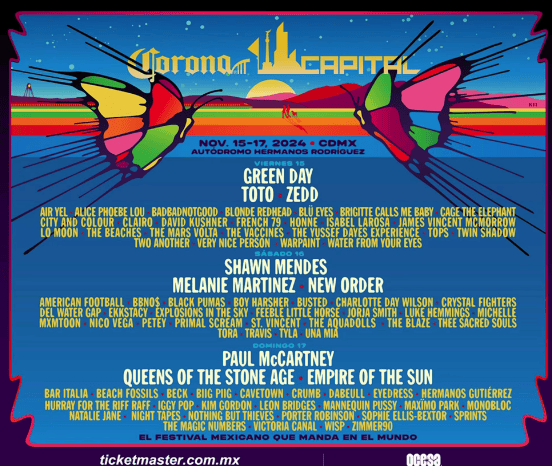 Corona CAPITAL
NOV. 15-17, 2024 • CDMX
AUTÓDROMO HERMANOS RODRÍGUEZ
VIERNES 15
GREEN DAY
TOTO · ZEDD
AIR YEL ALICE PHOEBE LOU BADBADNOTGOOD BLONDE REDHEAD BLÜ EYES BRIGITTE CALLS ME BABY CAGE THE ELEPHANT
CITY AND COLOUR CLAIRO DAVID KUSHNER FRENCH 79 HONNE ISABEL LAROSA JAMES VINCENT MCMORROW
LO MOON THE BEACHES THE MARS VOLTA THE VACCINES THE YUSSEF DAYES EXPERIENCE TOPS TWIN SHADOW
TWO ANOTHER VERY NICE PERSON WARPAINT WATER FROM YOUR EYES
SÁBADO 16
SHAWN MENDES
MELANIE MARTINEZ · NEW ORDER
AMERICAN FOOTBALL · BBNOS · BLACK PUMAS · BOY HARSHER · BUSTED · CHARLOTTE DAY WILSON · CRYSTAL FIGHTERS
DEL WATER GAP · EKKSTACY · EXPLOSIONS IN THE SKY · FEEBLE LITTLE HORSE · JORJA SMITH · LUKE HEMMINGS · MICHELLE
MXMTOON · NICO VEGA · PETEY · PRIMAL SCREAM · ST. VINCENT · THE AQUADOLLS · THE BLAZE · THEE SACRED SOULS
TORA · TRAVIS · TYLA · UNA MIA
DOMINGO 17
PAUL McCARTNEY
QUEENS OF THE STONE AGE · EMPIRE OF THE SUN
BAR ITALIA · BEACH FOSSILS · BECK · BIIG PIIG · CAVETOWN · CRUMB · DABEULL · EYEDRESS · HERMANOS GUTIÉRREZ
HURRAY FOR THE RIFF RAFF · IGGY POP · KIM GORDON · LEON BRIDGES · MANNEQUIN PUSSY · MAXÏMO PARK · MONOBLOC
NATALIE JANE · NIGHT TAPES · NOTHING BUT THIEVES · PORTER ROBINSON · SOPHIE ELLIS-BEXTOR · SPRINTS
THE MAGIC NUMBERS · VICTORIA CANAL · WISP · ZIMMER90
EL FESTIVAL MEXICANO QUE MANDA EN EL MUNDO
ticketmaster.com.mx ocesa